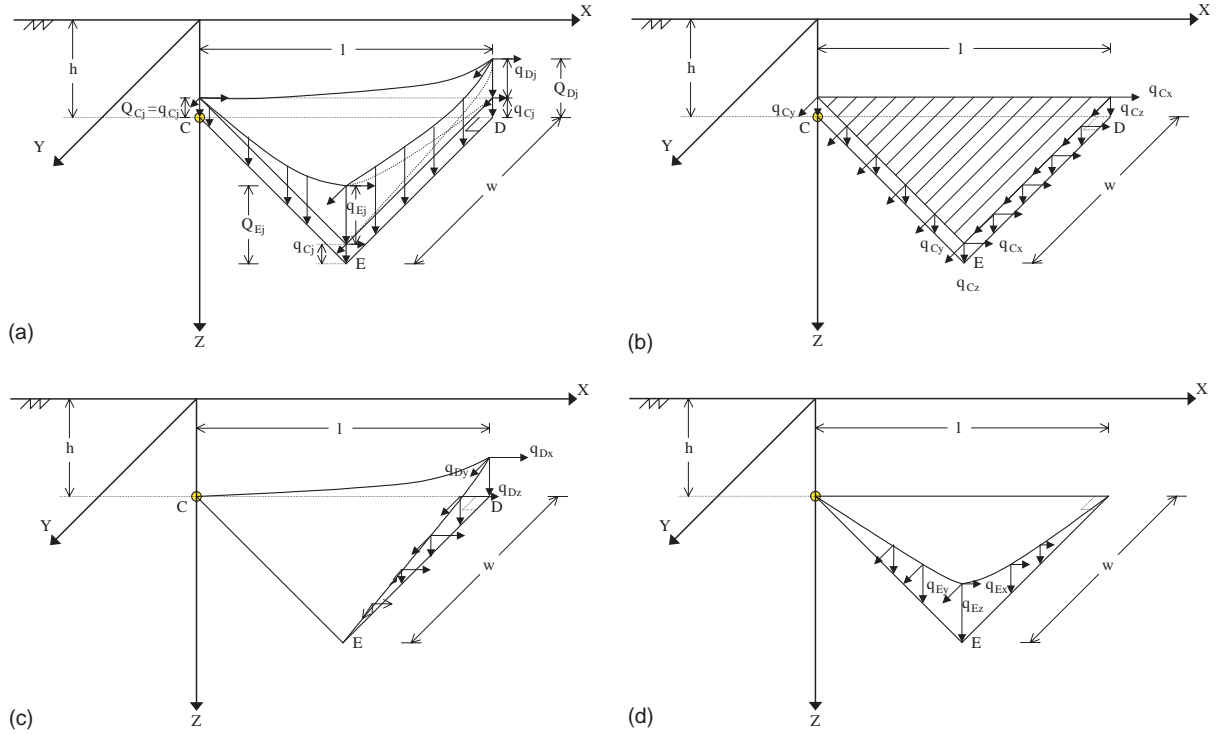 X
l
h
q_Dj
Q_Dj
Q_Cj=q_Cj
q_Cj
C
D
Y
w
q_Ej
Q_Ej
q_Cj
E
Z
(a)
X
l
h
q_Cx
q_Cy
q_Cz
C
D
Y
w
q_Cy
q_Cx
E
q_Cz
Z
(b)
X
l
h
q_Dx
q_Dy
q_Dz
C
D
Y
w
E
Z
(c)
X
l
h
Y
w
q_Ey
q_Ex
q_Ez
E
Z
(d)